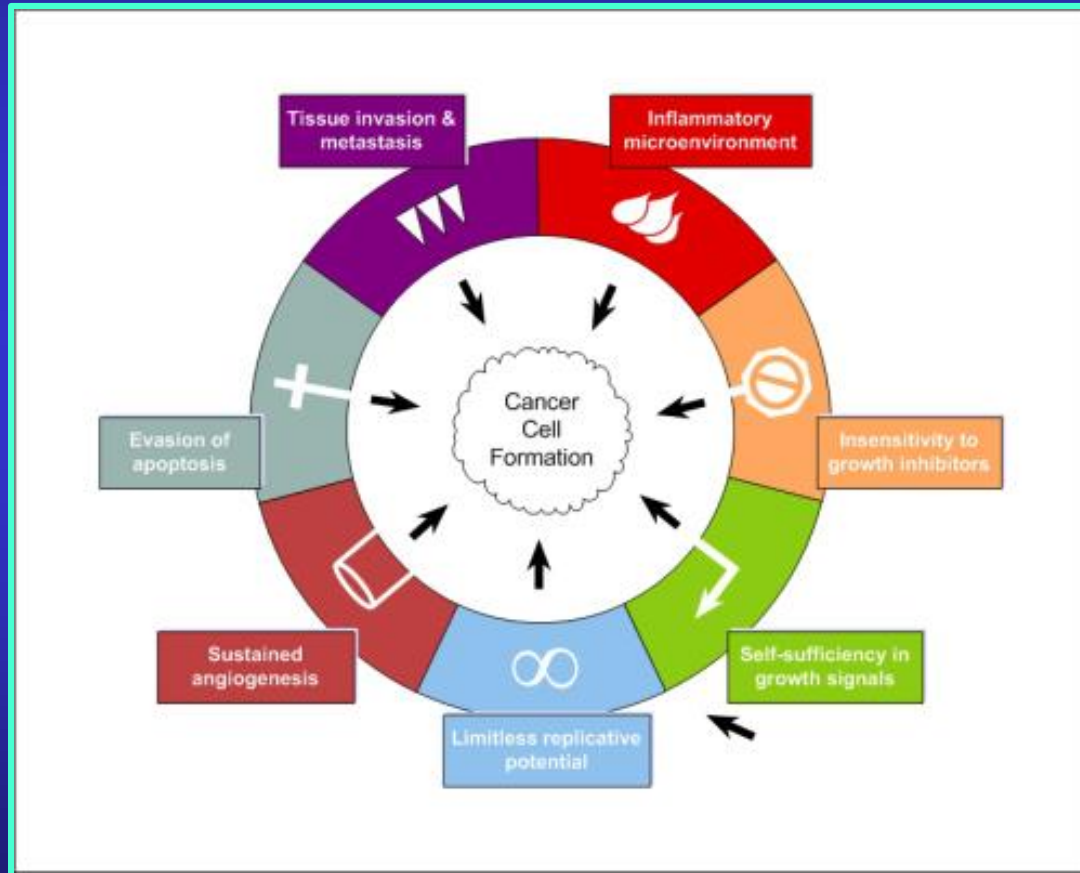 Tissue invasion &
metastasis
Inflammatory
microenvironment
Cancer
Cell
Formation
Evasion of
apoptosis
Insensitivity to
growth inhibitors
Sustained
angiogenesis
Self-sufficiency in
growth signals
Limitless replicative
potential